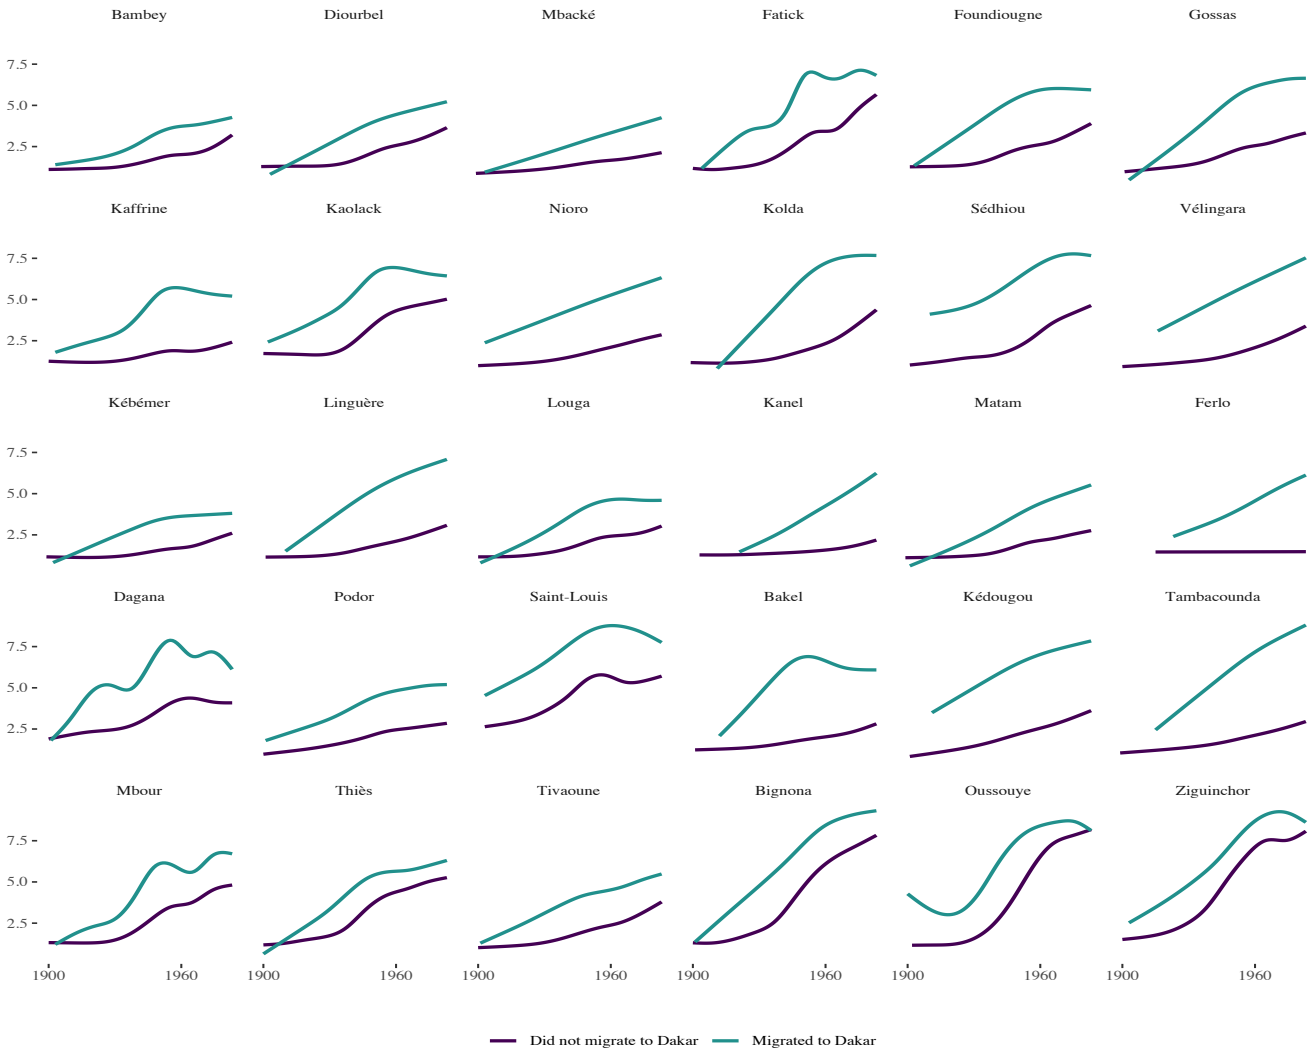 Bambey Diourbel Mbacké Fatick Foundiougne Gossas
7.5
5.0
2.5
Kaffrine Kaolack Nioro Kolda Sédhiou Vélingara
7.5
5.0
2.5
Kébémer Linguère Louga Kanel Matam Ferlo
7.5
5.0
2.5
Dagana Podor Saint-Louis Bakel Kédougou Tambacounda
7.5
5.0
2.5
Mbour Thiès Tivaoune Bignona Oussouye Ziguinchor
7.5
5.0
2.5
1900 1960 1900 1960 1900 1960 1900 1960 1900 1960 1900 1960
Did not migrate to Dakar Migrated to Dakar